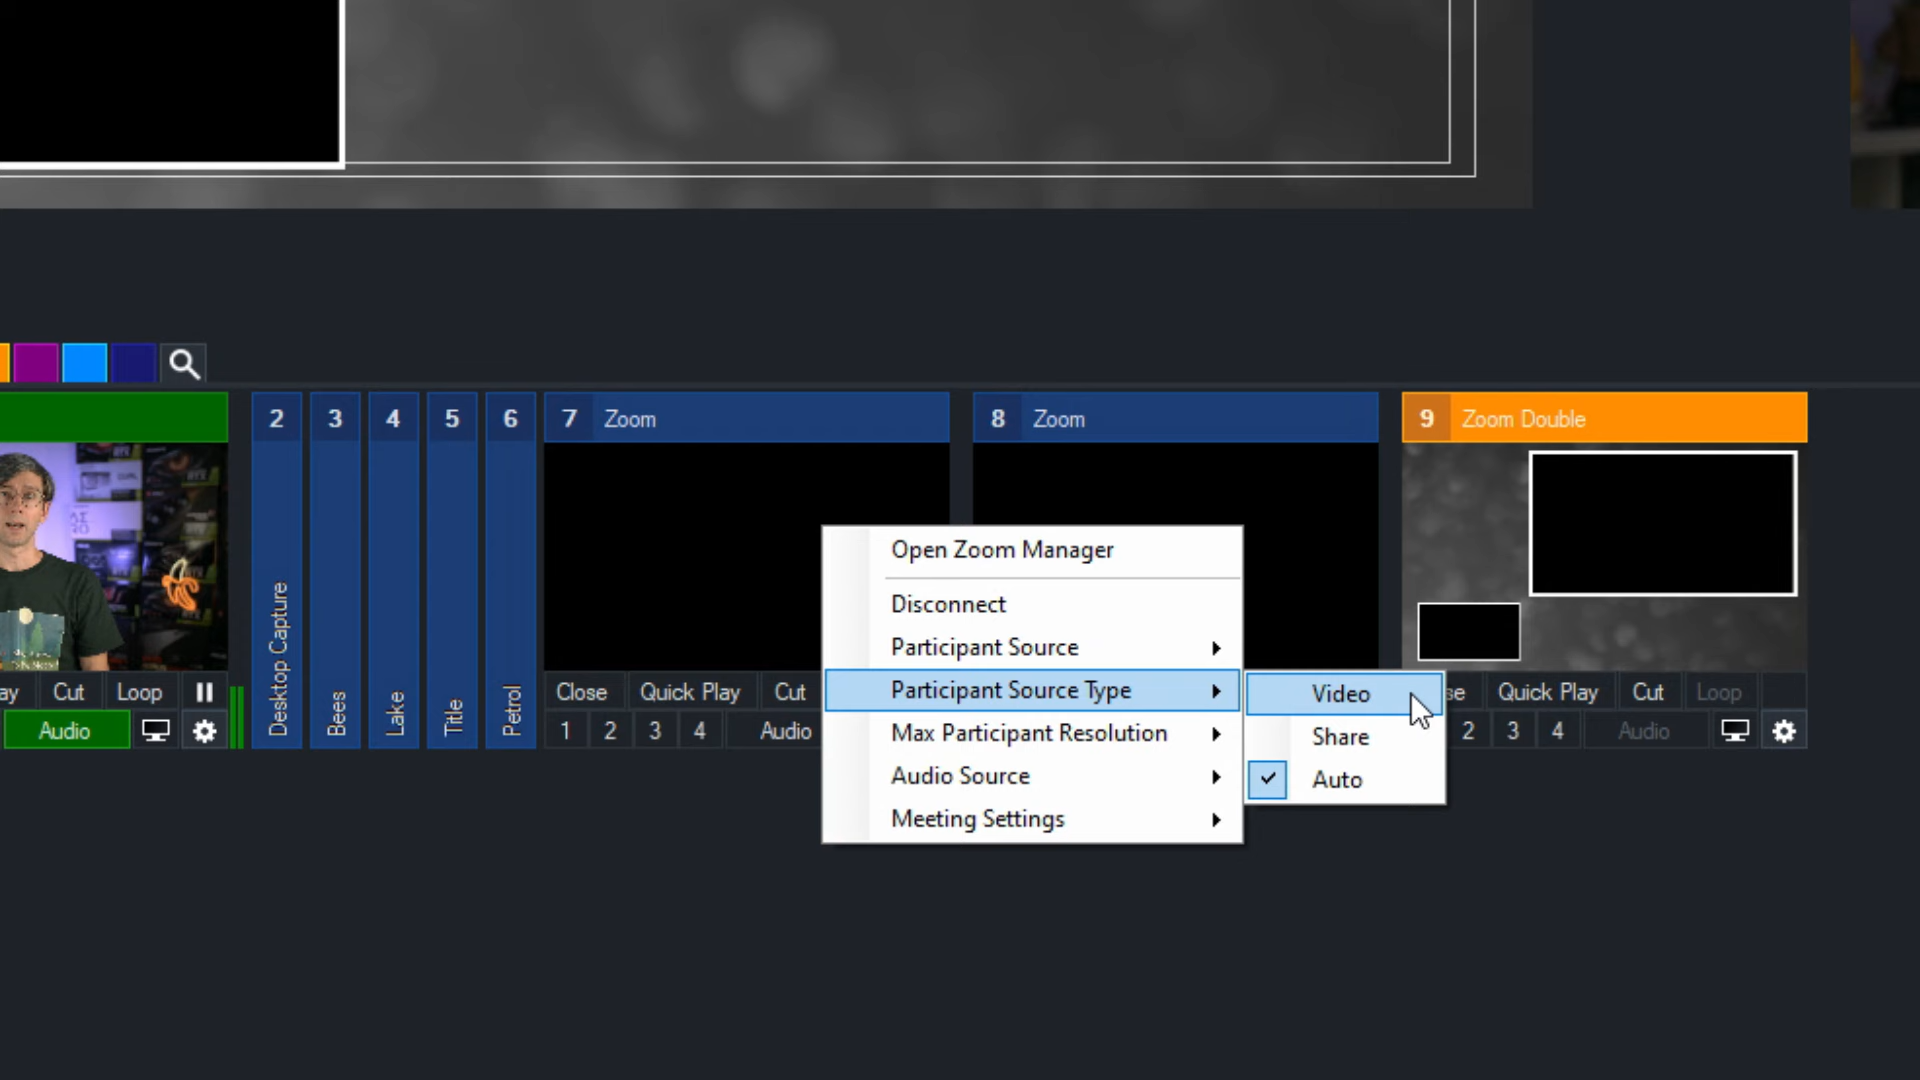 2
3
4
5
6
7 Zoom
8 Zoom
9 Zoom Double
Desktop Capture
Bees
Lake
Title
Petrol
Open Zoom Manager
Disconnect
Participant Source
Participant Source Type
Max Participant Resolution
Audio Source
Meeting Settings
Video
Share
Auto
ay Cut Loop
Audio
Close Quick Play Cut
1 2 3 4 Audio
se Quick Play Cut Loop
2 3 4 Audio